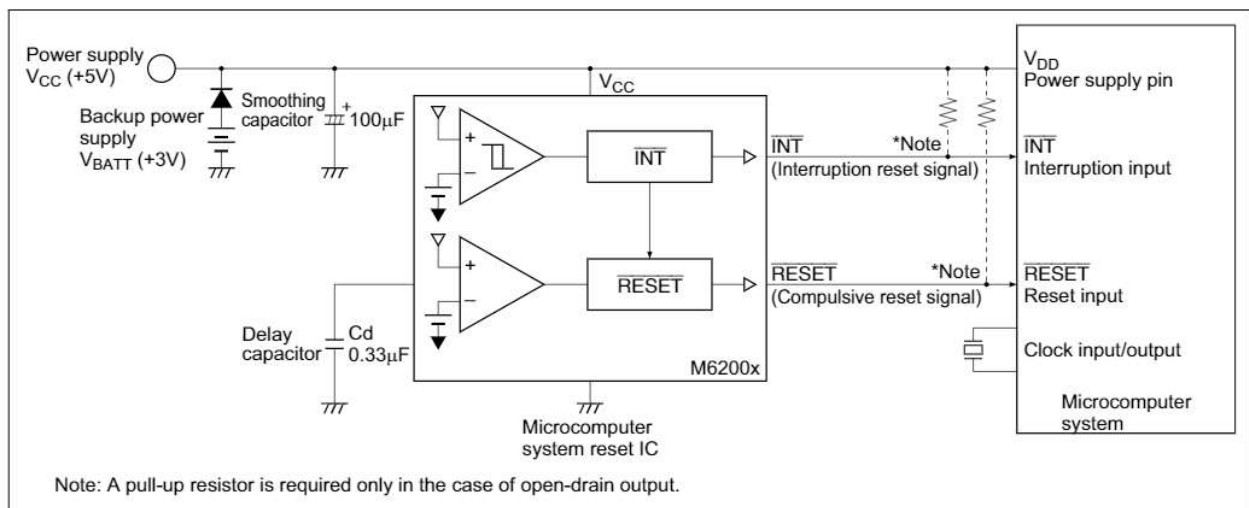 Power supply
VCC (+5V)
Backup power
supply
VBATT (+3V)
Smoothing
capacitor
+
100µF
VCC
+
−
INT
+
−
RESET
M6200x
Delay
capacitor
Cd
0.33µF
Microcomputer
system reset IC
INT
(Interruption reset signal)
*Note
RESET
(Compulsive reset signal)
*Note
VDD
Power supply pin
INT
Interruption input
RESET
Reset input
Clock input/output
Microcomputer
system
Note: A pull-up resistor is required only in the case of open-drain output.